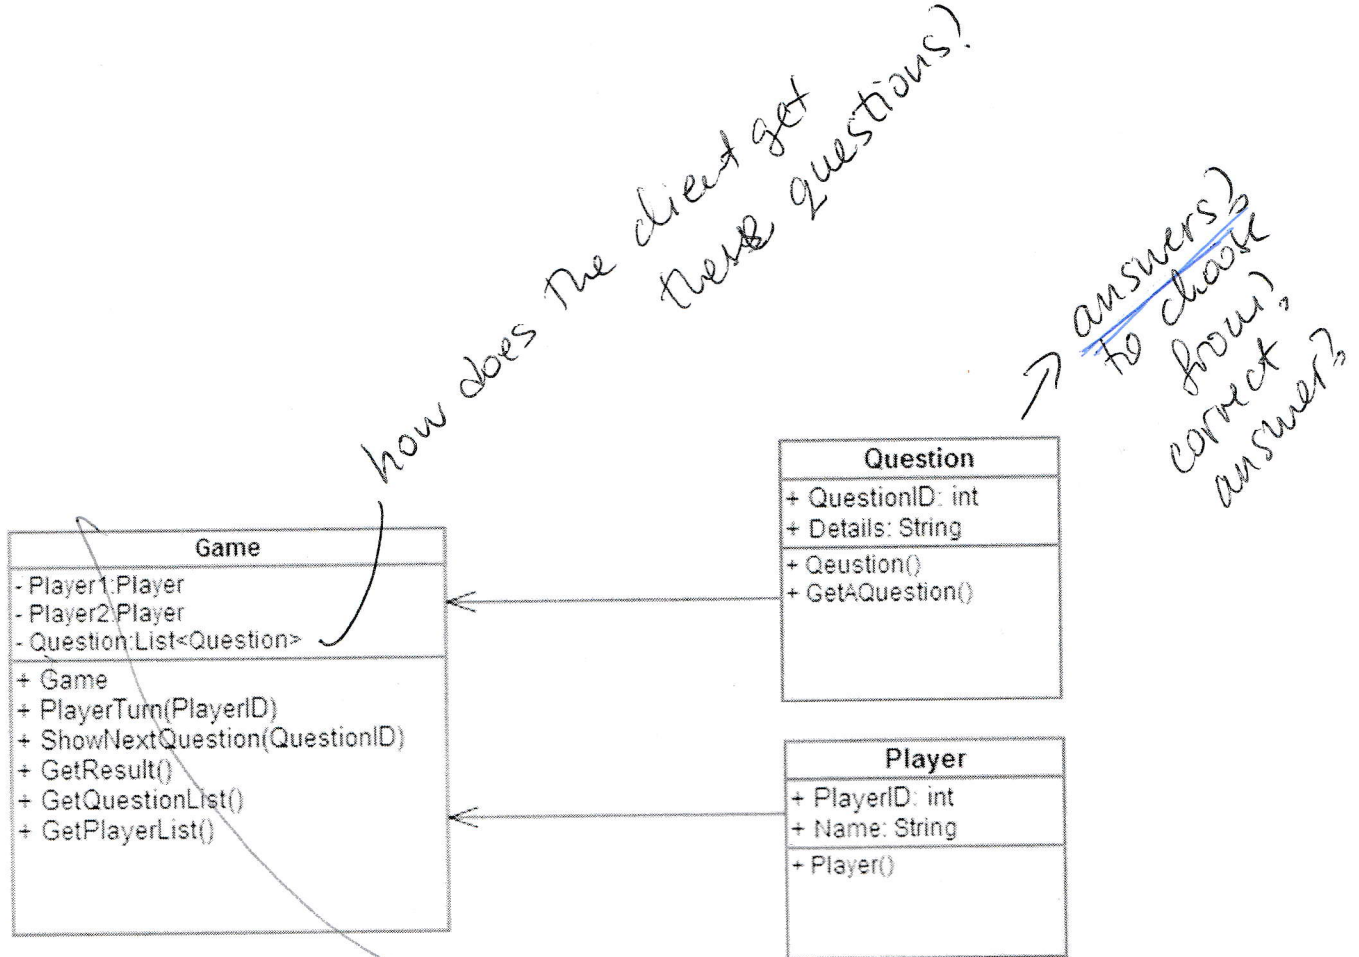 how does the client get
these questions?
answers?
to choose
from?
correct
answer?
Question
+ QuestionID: int
+ Details: String
+ Qeustion()
+ GetAQuestion()
Game
- Player1:Player
- Player2:Player
- Question:List<Question>
+ Game
+ PlayerTurn(PlayerID)
+ ShowNextQuestion(QuestionID)
+ GetResult()
+ GetQuestionList()
+ GetPlayerList()
Player
+ PlayerID: int
+ Name: String
+ Player()